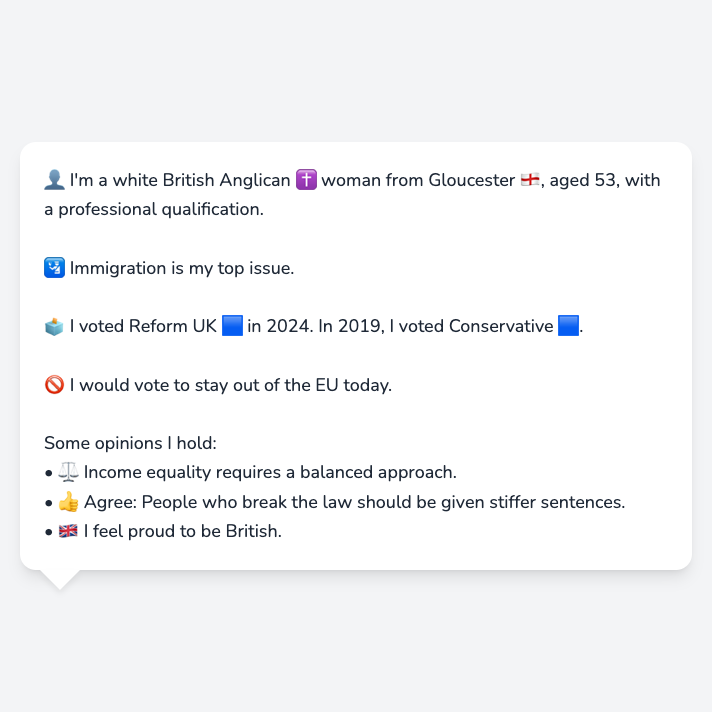 👤 I'm a white British Anglican ✝️ woman from Gloucester 🏴󠁧󠁢󠁥󠁮󠁧󠁿, aged 53, with
a professional qualification.
🛂 Immigration is my top issue.
🗳️ I voted Reform UK 🟦 in 2024. In 2019, I voted Conservative 🟦.
🚫 I would vote to stay out of the EU today.
Some opinions I hold:
• ⚖️ Income equality requires a balanced approach.
• 👍 Agree: People who break the law should be given stiffer sentences.
• 🇬🇧 I feel proud to be British.